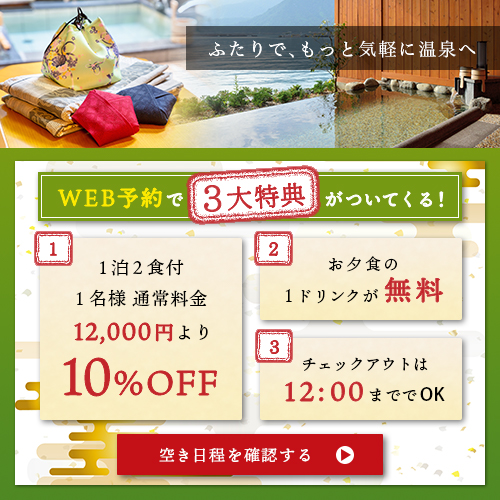 ふたりで、もっと気軽に温泉へ
WEB予約で3大特典がついてくる!
1
1泊2食付
1名様 通常料金
12,000円より
10%OFF
2
お夕食の
1ドリンクが 無料
3
チェックアウトは
12:00までOK
空き日程を確認する